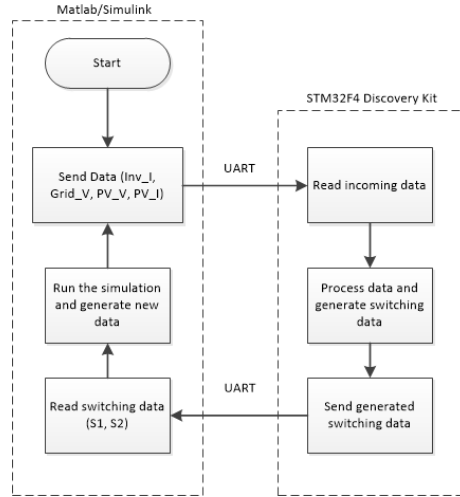 Matlab/Simulink
Start
Send Data (Inv_I,
Grid_V, PV_V, PV_I)
Run the simulation
and generate new
data
Read switching data
(S1, S2)
UART
UART
STM32F4 Discovery Kit
Read incoming data
Process data and
generate switching
data
Send generated
switching data